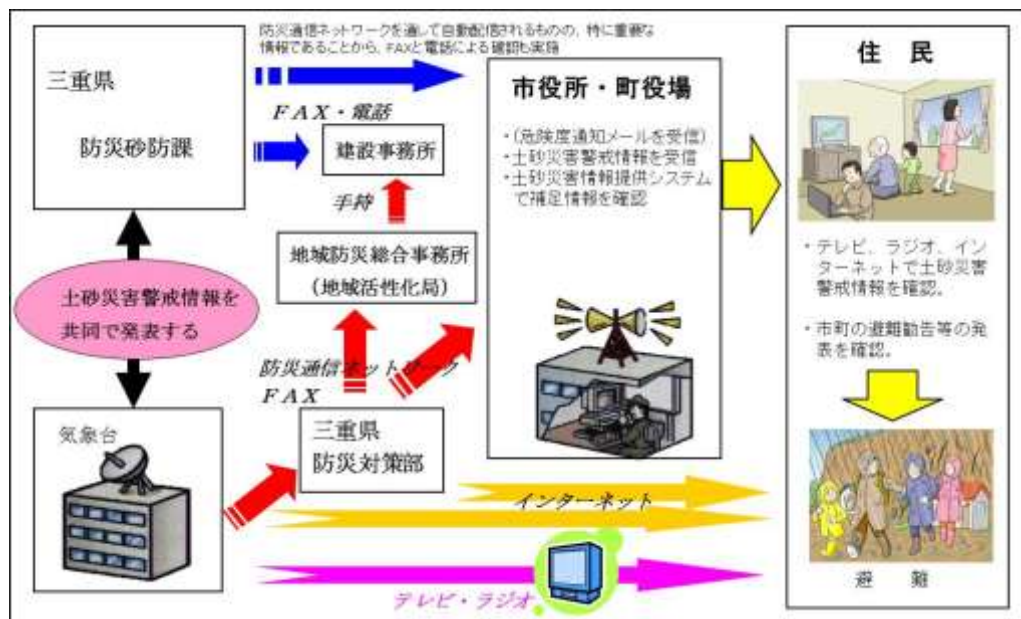 防災通信ネットワークを通して自動配信されるものの、特に重要な
情報であることから、FAXと電話による確認も実施
三重県
防災砂防課
FAX・電話
建設事務所
手持
地域防災総合事務所
(地域活性化局)
土砂災害警戒情報を
共同で発表する
防災通信ネットワーク
FAX
気象台
三重県
防災対策部
市役所・町役場
・(危険度通知メールを受信)
・土砂災害警戒情報を受信
・土砂災害情報提供システム
で補足情報を確認
インターネット
テレビ・ラジオ
住 民
・テレビ、ラジオ、イン
ターネットで土砂災害
警戒情報を確認。
・市町の避難勧告等の発
表を確認。
避 難